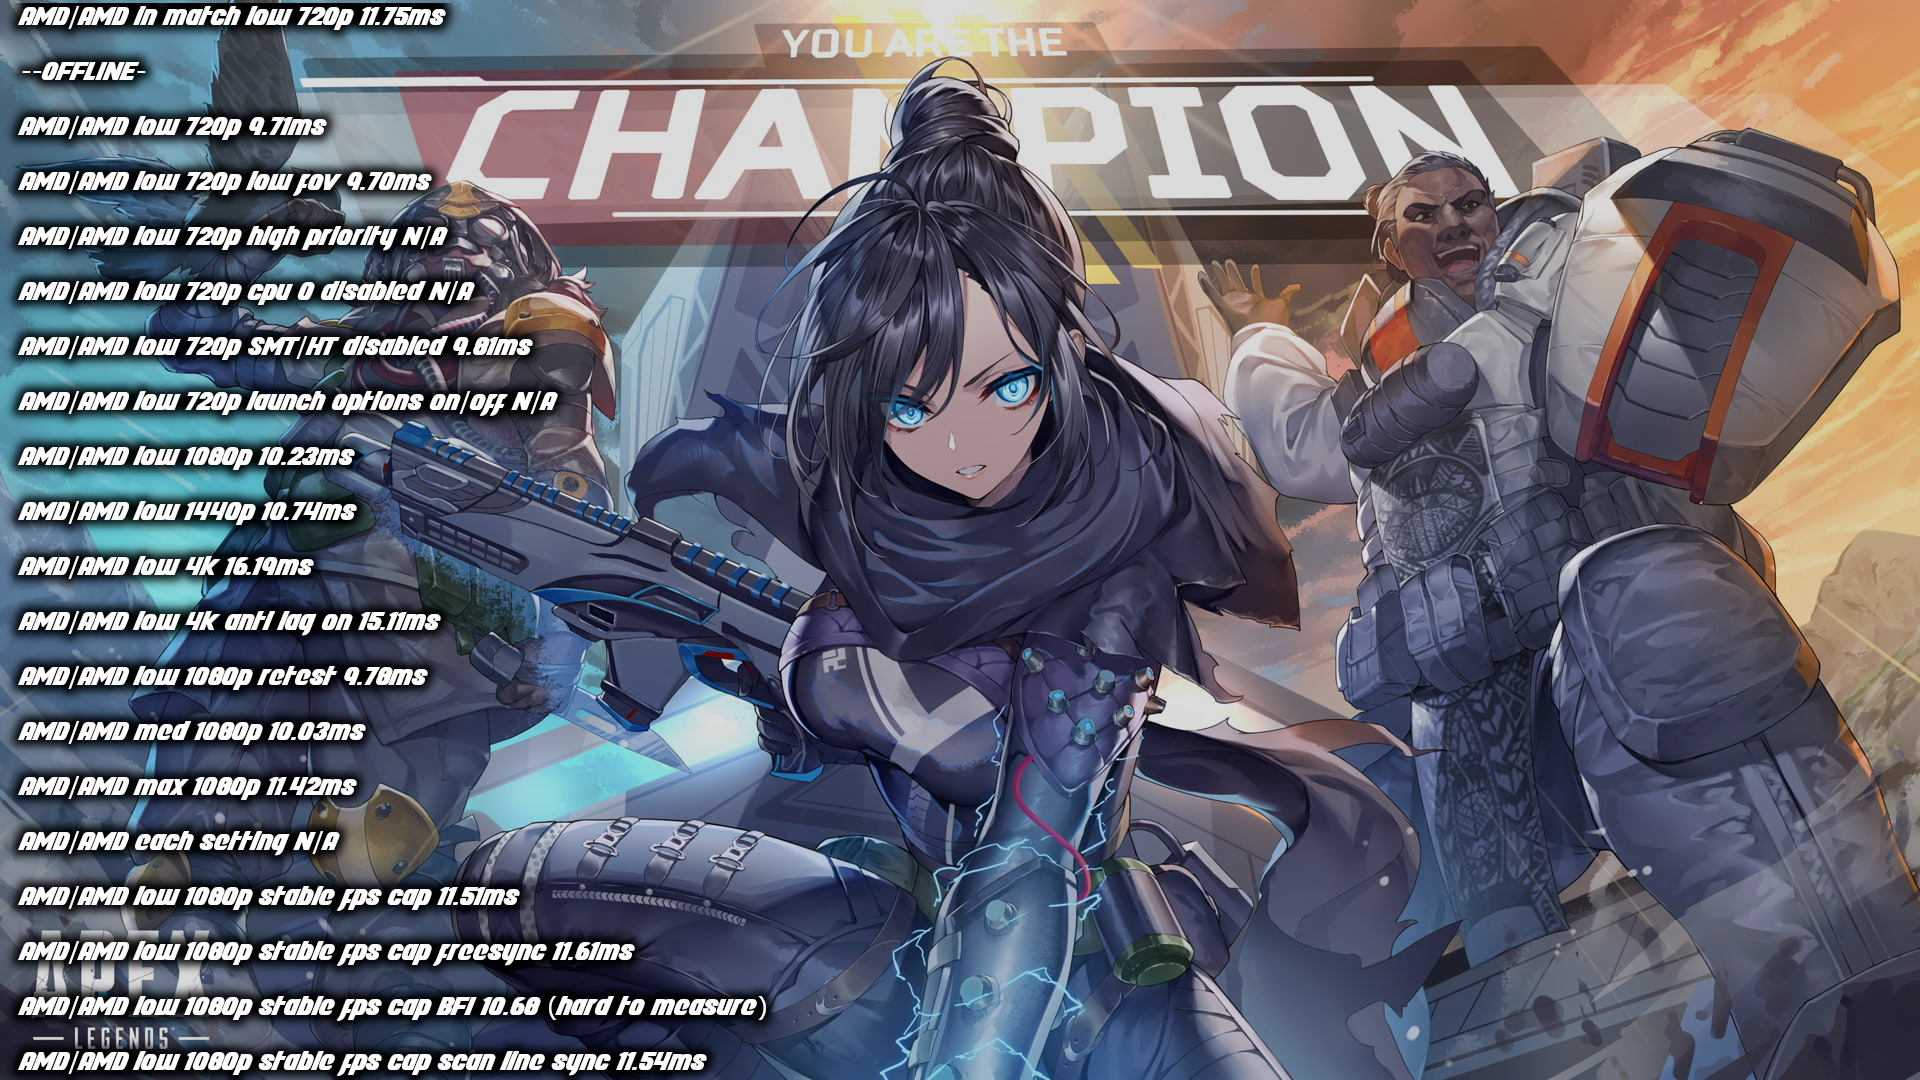 AMD/AMD in match low 720p 11.75ms
YOU ARE THE
CHAMPION
--OFFLINE-
AMD/AMD low 720p 9.71ms
AMD/AMD low 720p low fov 9.70ms
AMD/AMD low 720p high priority N/A
AMD/AMD low 720p cpu 0 disabled N/A
AMD/AMD low 720p SMT/HT disabled 9.81ms
AMD/AMD low 720p launch options on/off N/A
AMD/AMD low 1080p 10.23ms
AMD/AMD low 1440p 10.74ms
AMD/AMD low 4k 16.19ms
AMD/AMD low 4k anti lag on 15.11ms
AMD/AMD low 1080p retest 9.78ms
AMD/AMD med 1080p 10.03ms
AMD/AMD max 1080p 11.42ms
AMD/AMD each setting N/A
AMD/AMD low 1080p stable fps cap 11.51ms
AMD/AMD low 1080p stable fps cap freesync 11.61ms
AMD/AMD low 1080p stable fps cap BFI 10.68 (hard to measure)
APEX
LEGENDS
AMD/AMD low 1080p stable fps cap scan line sync 11.54ms